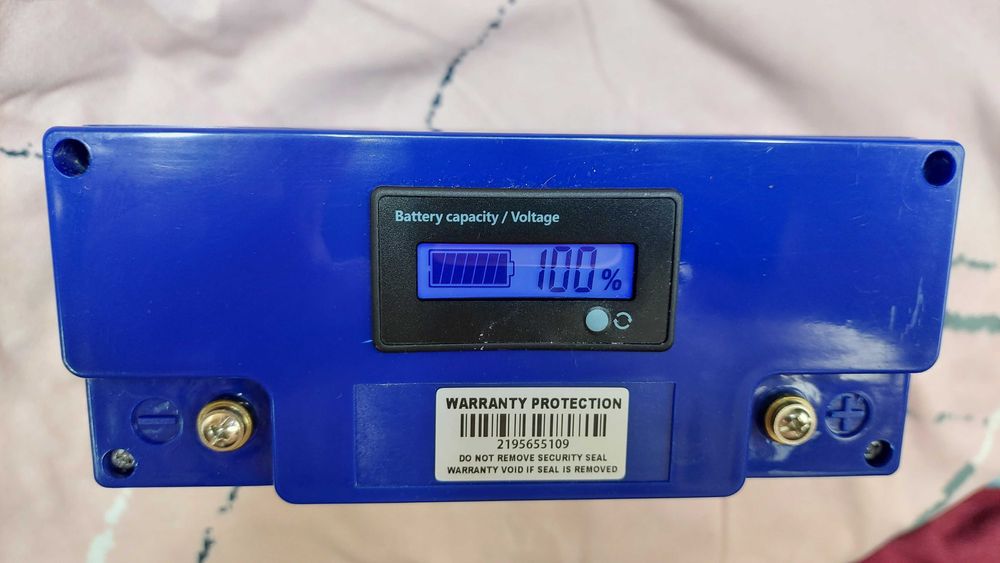 Battery capacity / Voltage
100%
WARRANTY PROTECTION
2195655109
DO NOT REMOVE SECURITY SEAL
WARRANTY VOID IF SEAL IS REMOVED